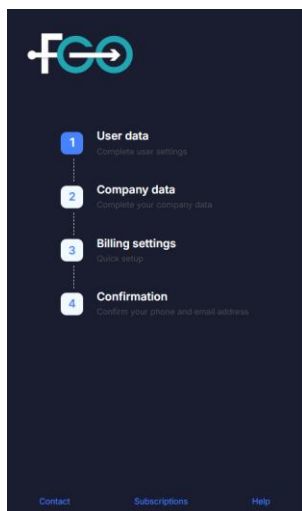 FGO
1
User data
Complete user settings
2
Company data
Complete your company data
3
Billing settings
Quick setup
4
Confirmation
Confirm your phone and email address
Contact Subscriptions Help